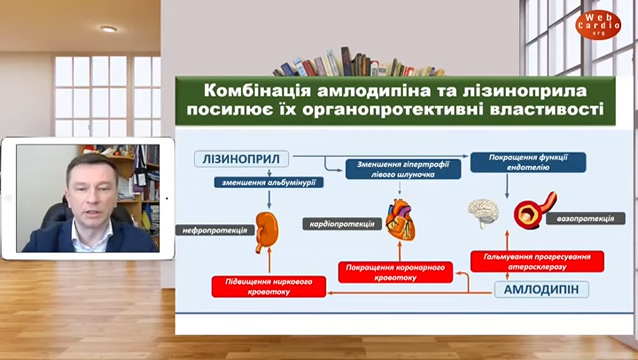 Web
Cardio
org
Комбінація амлодипіна та лізиноприла
посилює їх органопротективні властивості
ЛІЗИНОПРИЛ
Зменшення гіпертрофії
лівого шлуночка
Покращення функції
ендотелію
зменшення альбумінурії
нефропротекція
кардіопротекція
вазопротекція
Підвищення ниркового
кровотоку
Покращення коронарного
кровотоку
Гальмування прогресування
атеросклерозу
АМЛОДИПІН